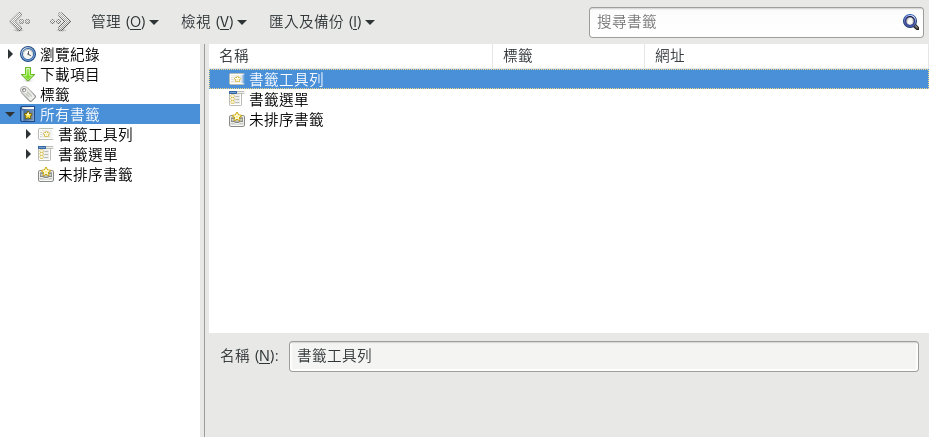 管理 (O) 檢視 (V) 匯入及備份 (I) 搜尋書籤
瀏覽紀錄
下載項目
標籤
所有書籤
書籤工具列
書籤選單
未排序書籤
名稱 標籤 網址
書籤工具列
書籤選單
未排序書籤
名稱 (N): 書籤工具列